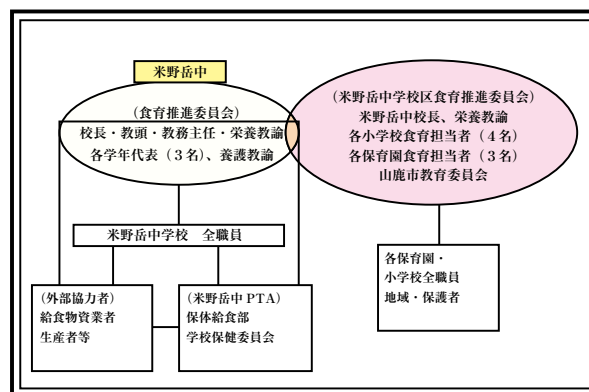 米野岳中
（食育推進委員会）
校長・教頭・教務主任・栄養教諭
各学年代表（３名）、養護教諭
（米野岳中学校区食育推進委員会）
米野岳中校長、栄養教諭
各小学校食育担当者（４名）
各保育園食育担当者（３名）
山鹿市教育委員会
米野岳中学校　全職員
（外部協力者）
給食物資業者
生産者等
（米野岳中 PTA）
保体給食部
学校保健委員会
各保育園・
小学校全職員
地域・保護者